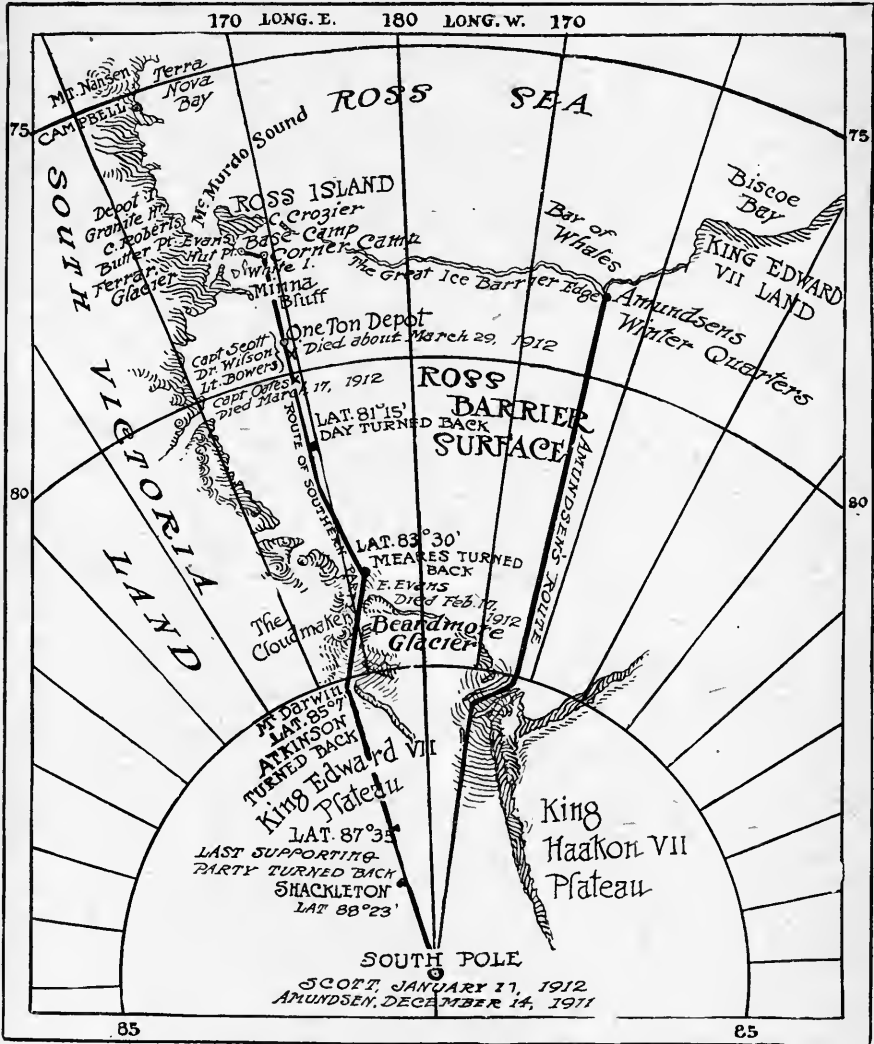 170 LONG. E. 180 LONG. W. 170
Mt. Nansen
Terra
Nova
Bay
CAMPBELL
ROSS SEA
75
75
McMurdo Sound
SOUTH VICTORIA LAND
Depot I.
Granite Hr.
C. Roberts
Butter Pt.
Ferrar
Glacier
ROSS ISLAND
C. Crozier
Evans Base Camp
Hut Pt.
Corner Camp
White I.
Minna
Bluff
The Great Ice Barrier Edge
Bay of
Whales
Biscoe
Bay
KING EDWARD
VII LAND
Amundsens
Winter Quarters
One Ton Depot
Died about March 29, 1912
Capt Scott
Dr. Wilson
Lt. Bowers
Capt Oates
Died March 17, 1912
ROSS
BARRIER
SURFACE
LAT. 81°15'
DAY TURNED BACK
ROUTE OF SOUTHERN PARTY
AMUNDSEN'S ROUTE
80
80
LAT. 83°30'
MEARES TURNED
BACK
E. Evans
Died Feb. 17,
1912
Beardmore
Glacier
The
Cloudmaker
Mt Darwin
LAT. 85°7'
ATKINSON
TURNED BACK
King Edward VII
Plateau
LAT. 87°35'
LAST SUPPORTING
PARTY TURNED BACK
SHACKLETON
LAT 88°23'
King
Haakon VII
Plateau
SOUTH POLE
SCOTT, JANUARY 17, 1912
AMUNDSEN, DECEMBER 14, 1911
85
85